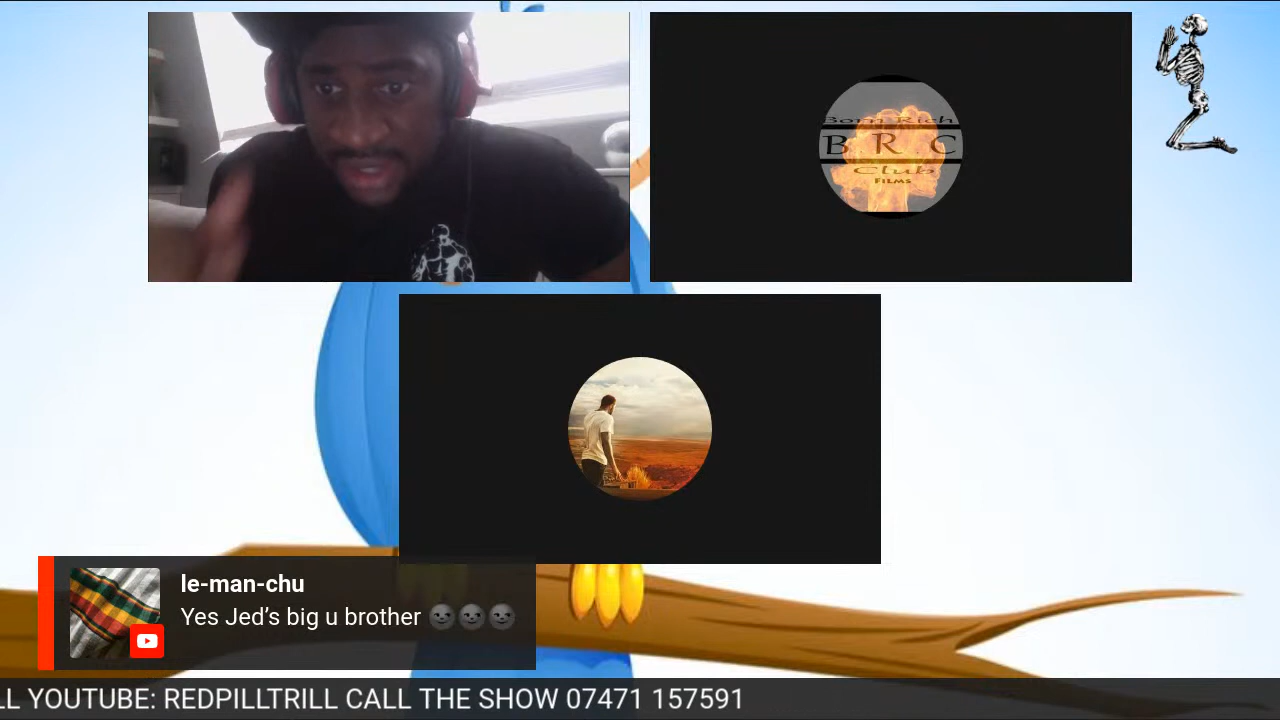 Born Rich
B R C
Club
FILMS
le-man-chu
Yes Jed’s big u brother 🌚🌚🌚
LL YOUTUBE: REDPILLTRILL CALL THE SHOW 07471 157591